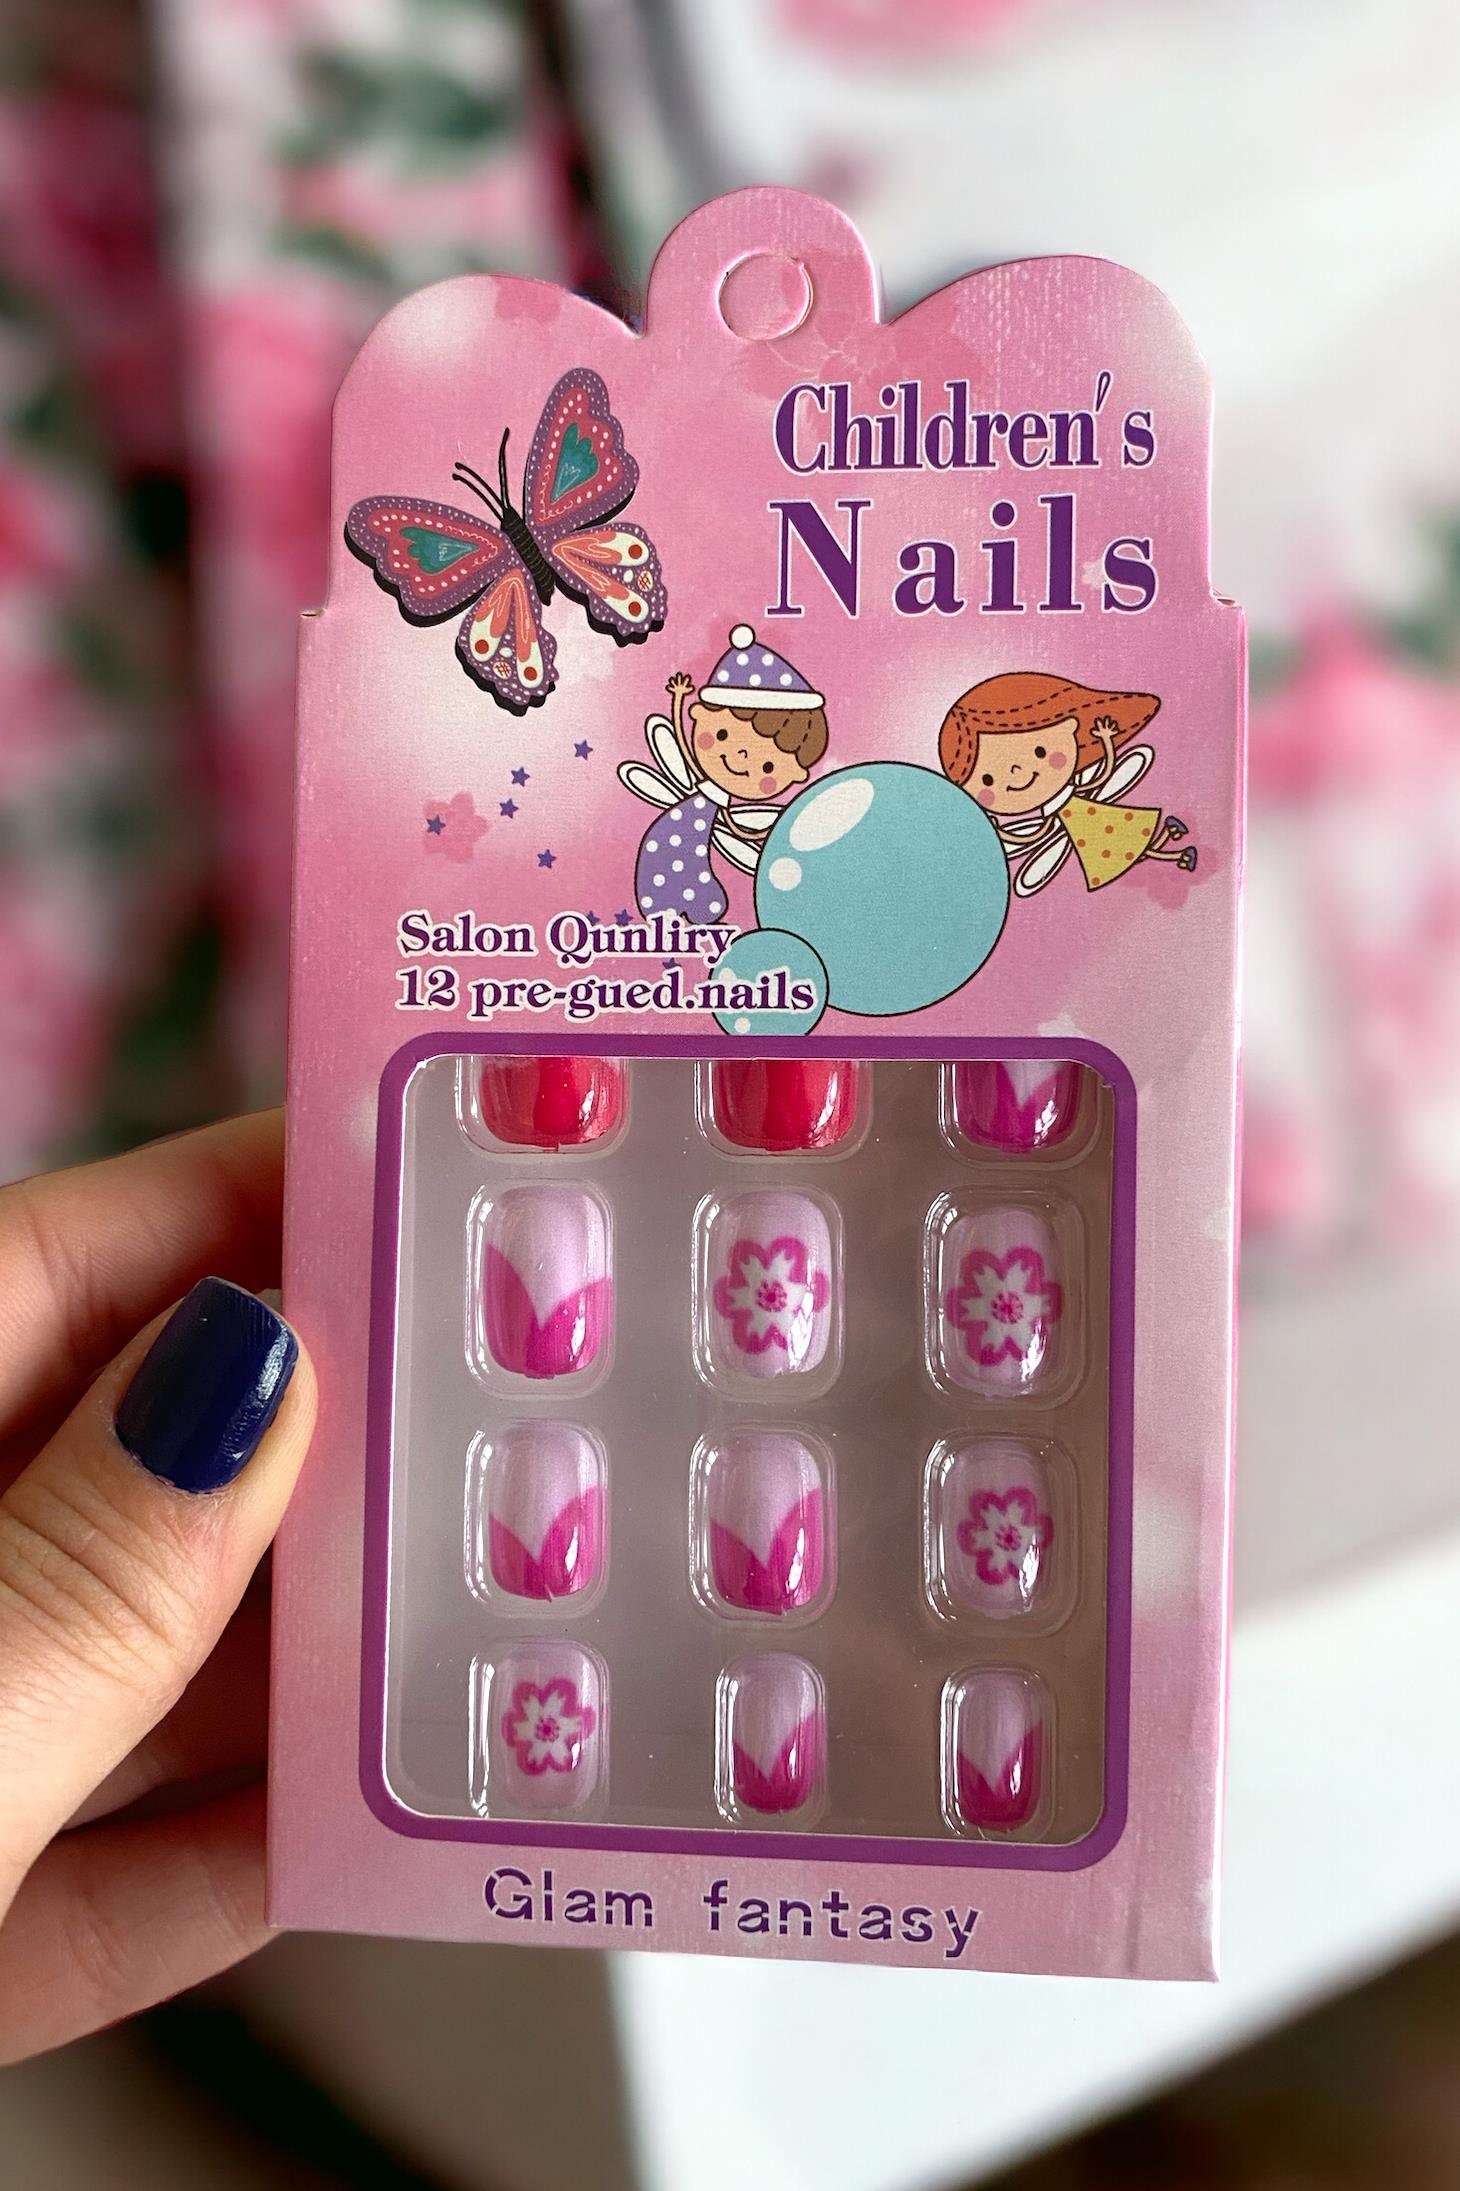 Children's
Nails
Salon Qunliry
12 pre-gued.nails
Glam fantasy